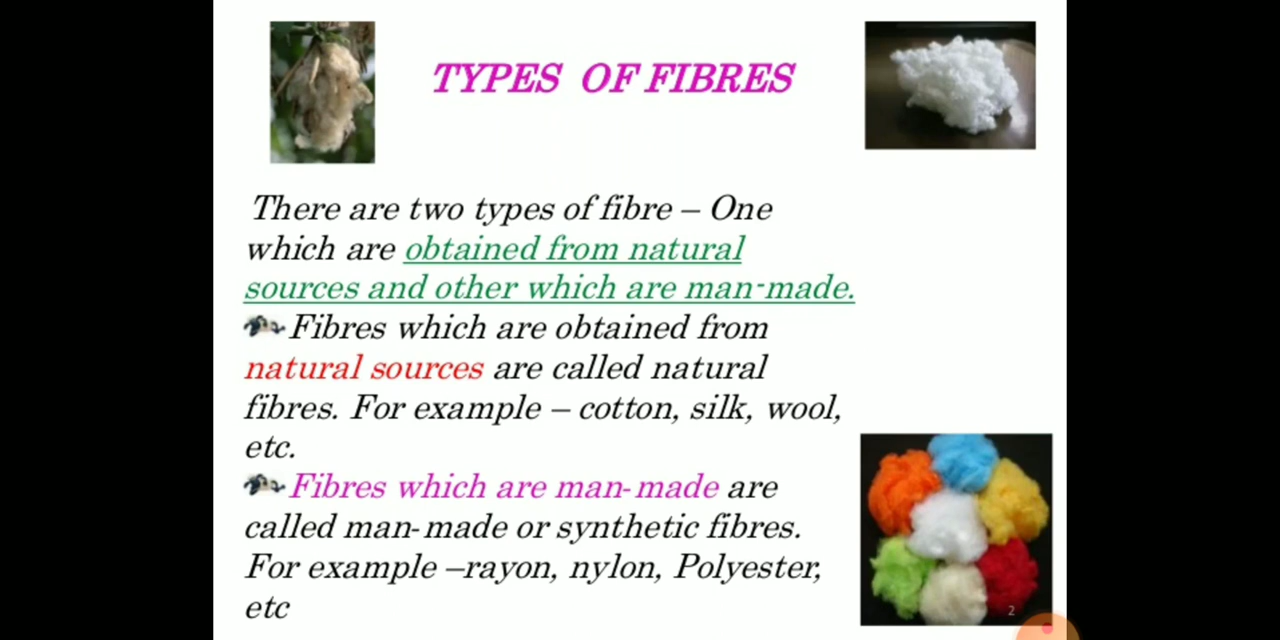 TYPES OF FIBRES
There are two types of fibre – One
which are obtained from natural
sources and other which are man-made.
Fibres which are obtained from
natural sources are called natural
fibres. For example – cotton, silk, wool,
etc.
Fibres which are man-made are
called man-made or synthetic fibres.
For example –rayon, nylon, Polyester,
etc
2